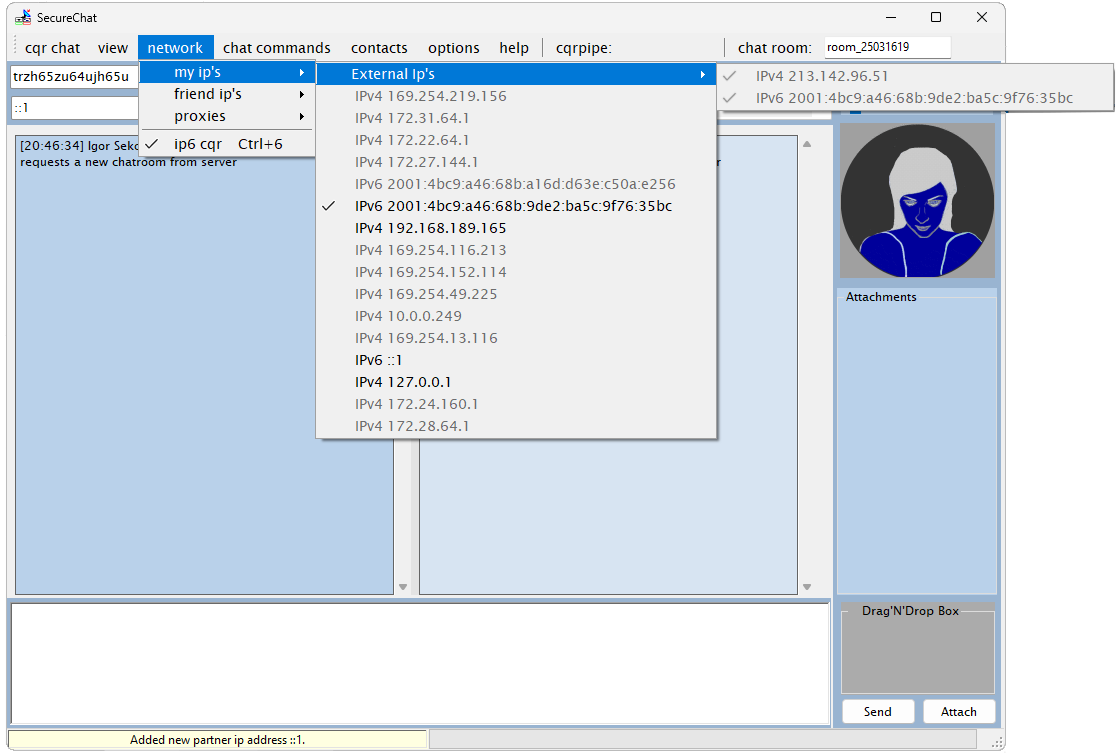 SecureChat
cqr chat view network chat commands contacts options help cqrpipe: chat room: room_25031619
trzh65zu64ujh65u
::1
my ip's
friend ip's
proxies
ip6 cqr Ctrl+6
External Ip's
IPv4 169.254.219.156
IPv4 172.31.64.1
IPv4 172.22.64.1
IPv4 172.27.144.1
IPv6 2001:4bc9:a46:68b:a16d:d63e:c50a:e256
IPv6 2001:4bc9:a46:68b:9de2:ba5c:9f76:35bc
IPv4 192.168.189.165
IPv4 169.254.116.213
IPv4 169.254.152.114
IPv4 169.254.49.225
IPv4 10.0.0.249
IPv4 169.254.13.116
IPv6 ::1
IPv4 127.0.0.1
IPv4 172.24.160.1
IPv4 172.28.64.1
IPv4 213.142.96.51
IPv6 2001:4bc9:a46:68b:9de2:ba5c:9f76:35bc
[20:46:34] Igor
requests a new chatroom from server
Attachments
Drag'N'Drop Box
Send Attach
Added new partner ip address ::1.